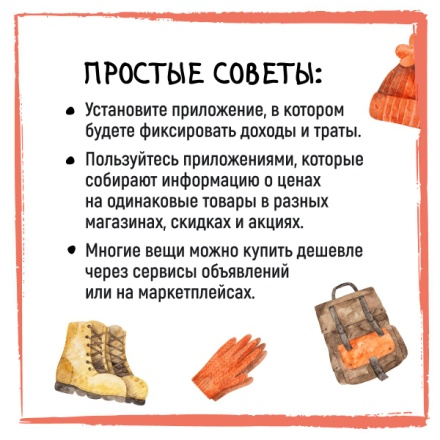 ПРОСТЫЕ СОВЕТЫ:
• Установите приложение, в котором
будете фиксировать доходы и траты.
• Пользуйтесь приложениями, которые
собирают информацию о ценах
на одинаковые товары в разных
магазинах, скидках и акциях.
• Многие вещи можно купить дешевле
через сервисы объявлений
или на маркетплейсах.